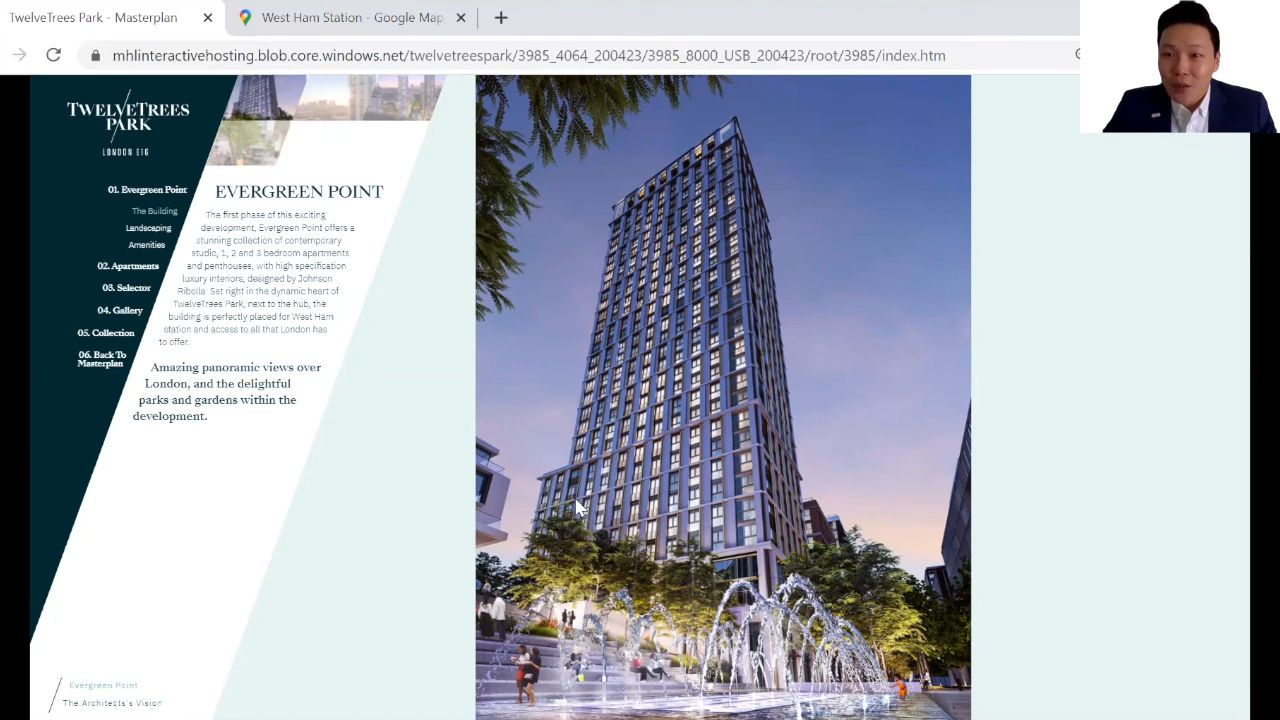 TwelveTrees Park - Masterplan
West Ham Station - Google Map
mhlinteractivehosting.blob.core.windows.net/twelvetreespark/3985_4064_200423/3985_8000_USB_200423/root/3985/index.htm
TWELVETREES
PARK
LONDON E16
01. Evergreen Point
The Building
Landscaping
Amenities
02. Apartments
03. Selector
04. Gallery
05. Collection
06. Back To
Masterplan
EVERGREEN POINT
The first phase of this exciting
development, Evergreen Point offers a
stunning collection of contemporary
studio, 1, 2 and 3 bedroom apartments
and penthouses, with high specification
luxury interiors, designed by Johnson
Ribolla. Set right in the dynamic heart of
TwelveTrees Park, next to the hub, the
building is perfectly placed for West Ham
station and access to all that London has
to offer.
Amazing panoramic views over
London, and the delightful
parks and gardens within the
development.
Evergreen Point
The Architects's Vision